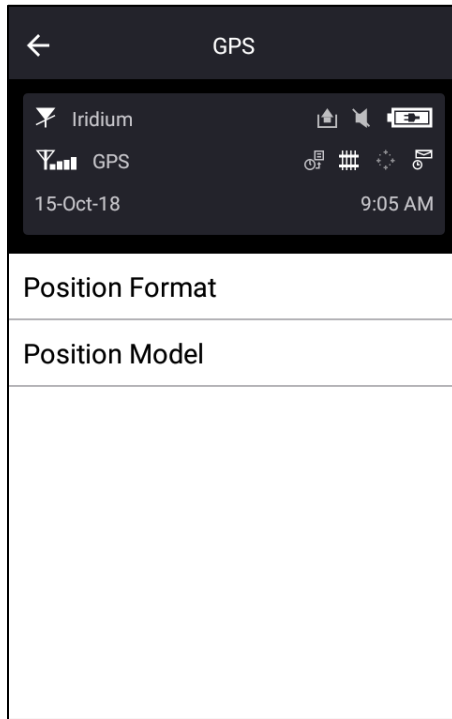 GPS
Iridium
GPS
15-Oct-18 9:05 AM
Position Format
Position Model